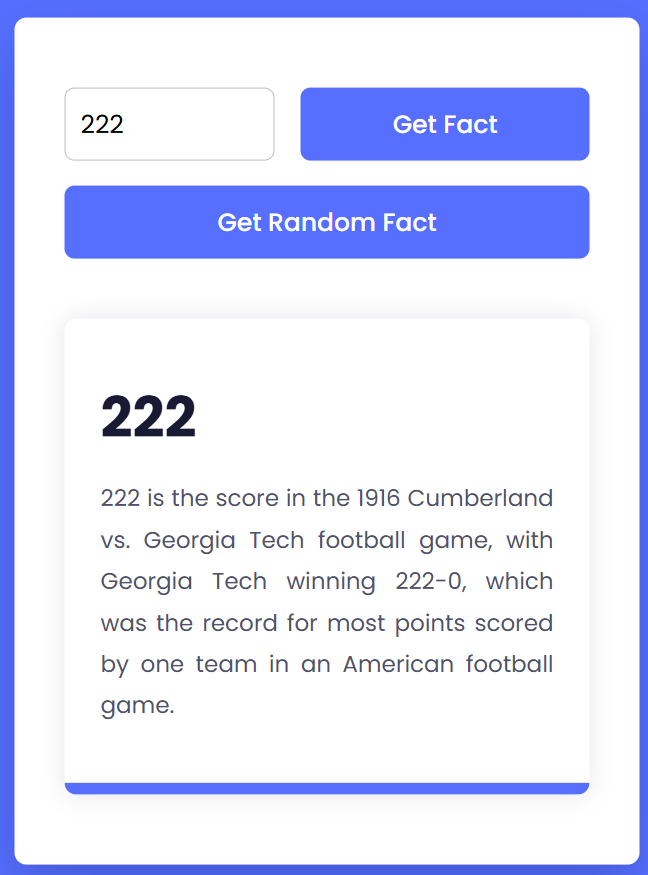 222
Get Fact
Get Random Fact
222
222 is the score in the 1916 Cumberland
vs. Georgia Tech football game, with
Georgia Tech winning 222-0, which
was the record for most points scored
by one team in an American football
game.